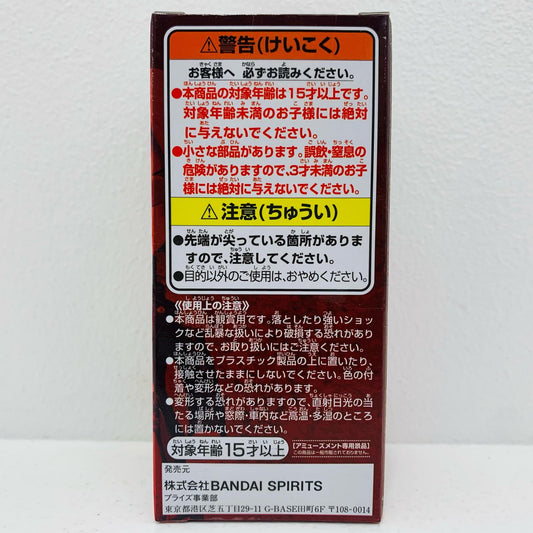 ⚠警告(けいこく)
お客様へ 必ずお読みください。
●本商品の対象年齢は15才以上です。
対象年齢未満のお子様には絶対
に与えないでください。
●小さな部品があります。誤飲・窒息の
危険がありますので、3才未満のお子
様には絶対に与えないでください。
⚠注意(ちゅうい)
●先端が尖っている箇所がありま
すので、注意してください。
●目的以外のご使用は、おやめください。
《使用上の注意》
●本商品は観賞用です。落としたり強いショッ
クなど乱暴な扱いにより破損する恐れがあり
ますので、お取り扱いにはご注意ください。
●本商品をプラスチック製品の上に置いたり、
接触させたままにしないでください。色の付
着や変形などの恐れがあります。
●変形する恐れがありますので、直射日光の当
たる場所や窓際・車内など高温・多湿のところ
には置かないでください。
対象年齢15才以上
【アミューズメント専用景品】
この商品は一般市販されておりません。
発売元
株式会社BANDAI SPIRITS
プライズ事業部
東京都港区芝五丁目29-11 G-BASE田町6F 〒108-0014